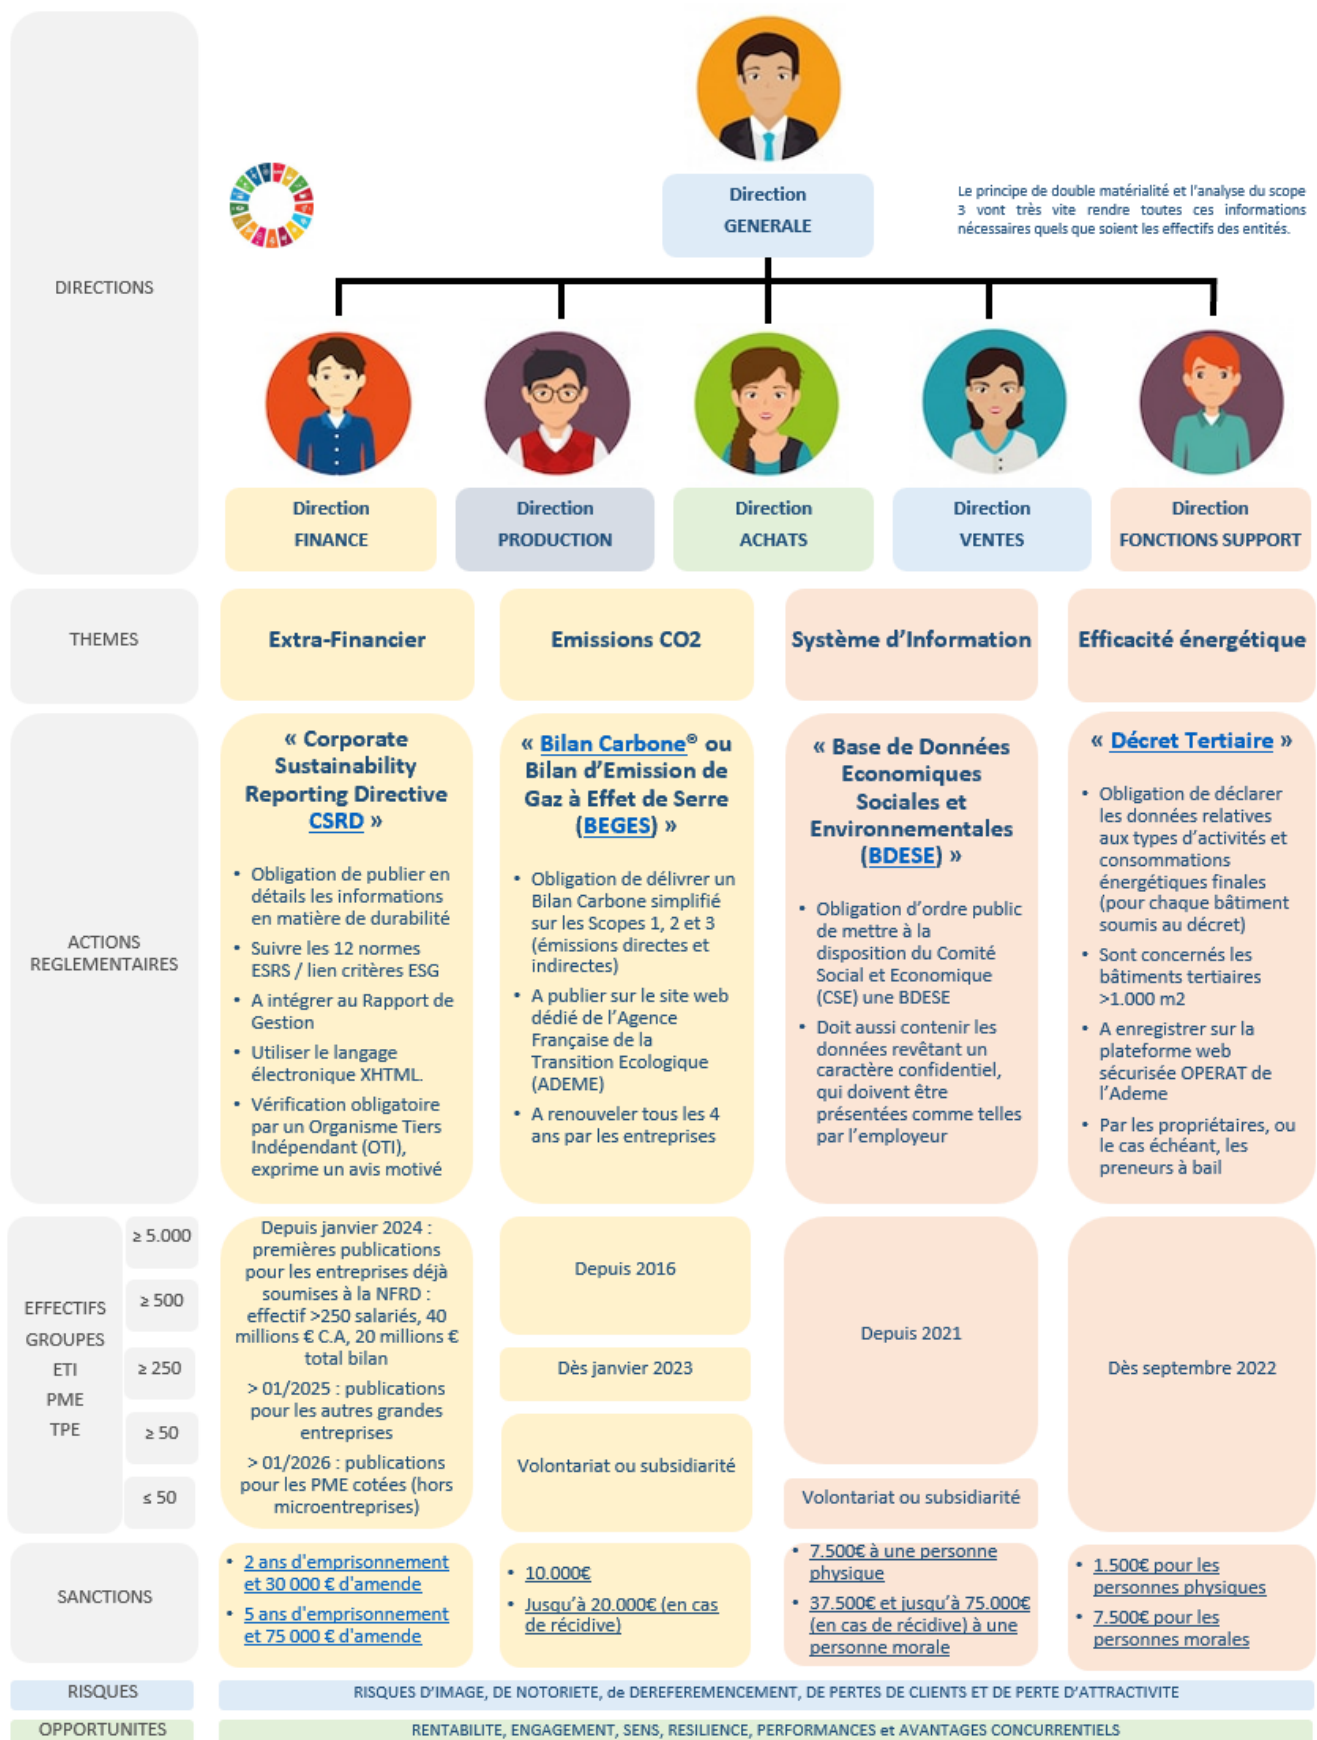 Direction
GENERALE
Le principe de double matérialité et l'analyse du scope
3 vont très vite rendre toutes ces informations
nécessaires quels que soient les effectifs des entités.
DIRECTIONS
Direction
FINANCE
Direction
PRODUCTION
Direction
ACHATS
Direction
VENTES
Direction
FONCTIONS SUPPORT
THEMES
Extra-Financier
Emissions CO2
Système d'Information
Efficacité énergétique
ACTIONS
REGLEMENTAIRES
« Corporate
Sustainability
Reporting Directive
CSRD »
• Obligation de publier en
détails les informations
en matière de durabilité
• Suivre les 12 normes
ESRS / lien critères ESG
• A intégrer au Rapport de
Gestion
• Utiliser le langage
électronique XHTML.
• Vérification obligatoire
par un Organisme Tiers
Indépendant (OTI),
exprime un avis motivé
« Bilan Carbone® ou
Bilan d'Emission de
Gaz à Effet de Serre
(BEGES) »
• Obligation de délivrer un
Bilan Carbone simplifié
sur les Scopes 1, 2 et 3
(émissions directes et
indirectes)
• A publier sur le site web
dédié de l'Agence
Française de la
Transition Ecologique
(ADEME)
• A renouveler tous les 4
ans par les entreprises
« Base de Données
Economiques
Sociales et
Environnementales
(BDESE) »
• Obligation d'ordre public
de mettre à la
disposition du Comité
Social et Economique
(CSE) une BDESE
• Doit aussi contenir les
données revêtant un
caractère confidentiel,
qui doivent être
présentées comme telles
par l'employeur
« Décret Tertiaire »
• Obligation de déclarer
les données relatives
aux types d'activités et
consommations
énergétiques finales
(pour chaque bâtiment
soumis au décret)
• Sont concernés les
bâtiments tertiaires
>1.000 m2
• A enregistrer sur la
plateforme web
sécurisée OPERAT de
l'Ademe
• Par les propriétaires, ou
le cas échéant, les
preneurs à bail
EFFECTIFS
GROUPES
ETI
PME
TPE
≥ 5.000
≥ 500
≥ 250
≥ 50
≤ 50
Depuis janvier 2024 :
premières publications
pour les entreprises déjà
soumises à la NFRD :
effectif >250 salariés, 40
millions € C.A, 20 millions €
total bilan
> 01/2025 : publications
pour les autres grandes
entreprises
> 01/2026 : publications
pour les PME cotées (hors
microentreprises)
Depuis 2016
Dès janvier 2023
Volontariat ou subsidiarité
Depuis 2021
Volontariat ou subsidiarité
Dès septembre 2022
SANCTIONS
• 2 ans d'emprisonnement
et 30 000 € d'amende
• 5 ans d'emprisonnement
et 75 000 € d'amende
• 10.000€
• Jusqu'à 20.000€ (en cas
de récidive)
• 7.500€ à une personne
physique
• 37.500€ et jusqu'à 75.000€
(en cas de récidive) à une
personne morale
• 1.500€ pour les
personnes physiques
• 7.500€ pour les
personnes morales
RISQUES
RISQUES D'IMAGE, DE NOTORIETE, de DEREFEREMENCEMENT, DE PERTES DE CLIENTS ET DE PERTE D'ATTRACTIVITE
OPPORTUNITES
RENTABILITE, ENGAGEMENT, SENS, RESILIENCE, PERFORMANCES et AVANTAGES CONCURRENTIELS